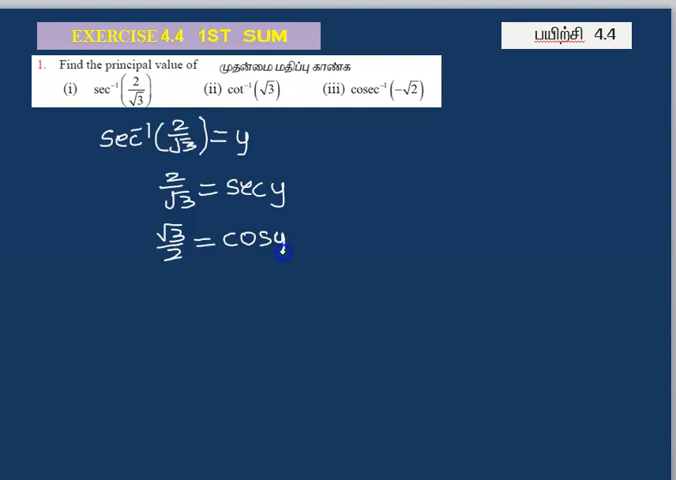 EXERCISE 4.4 1ST SUM
பயிற்சி 4.4
1. Find the principal value of முதன்மை மதிப்பு காண்க
(i) sec⁻¹(2/√3) (ii) cot⁻¹(√3) (iii) cosec⁻¹(−√2)
sec⁻¹(2/√3) = y
2/√3 = sec y
√3/2 = cos y